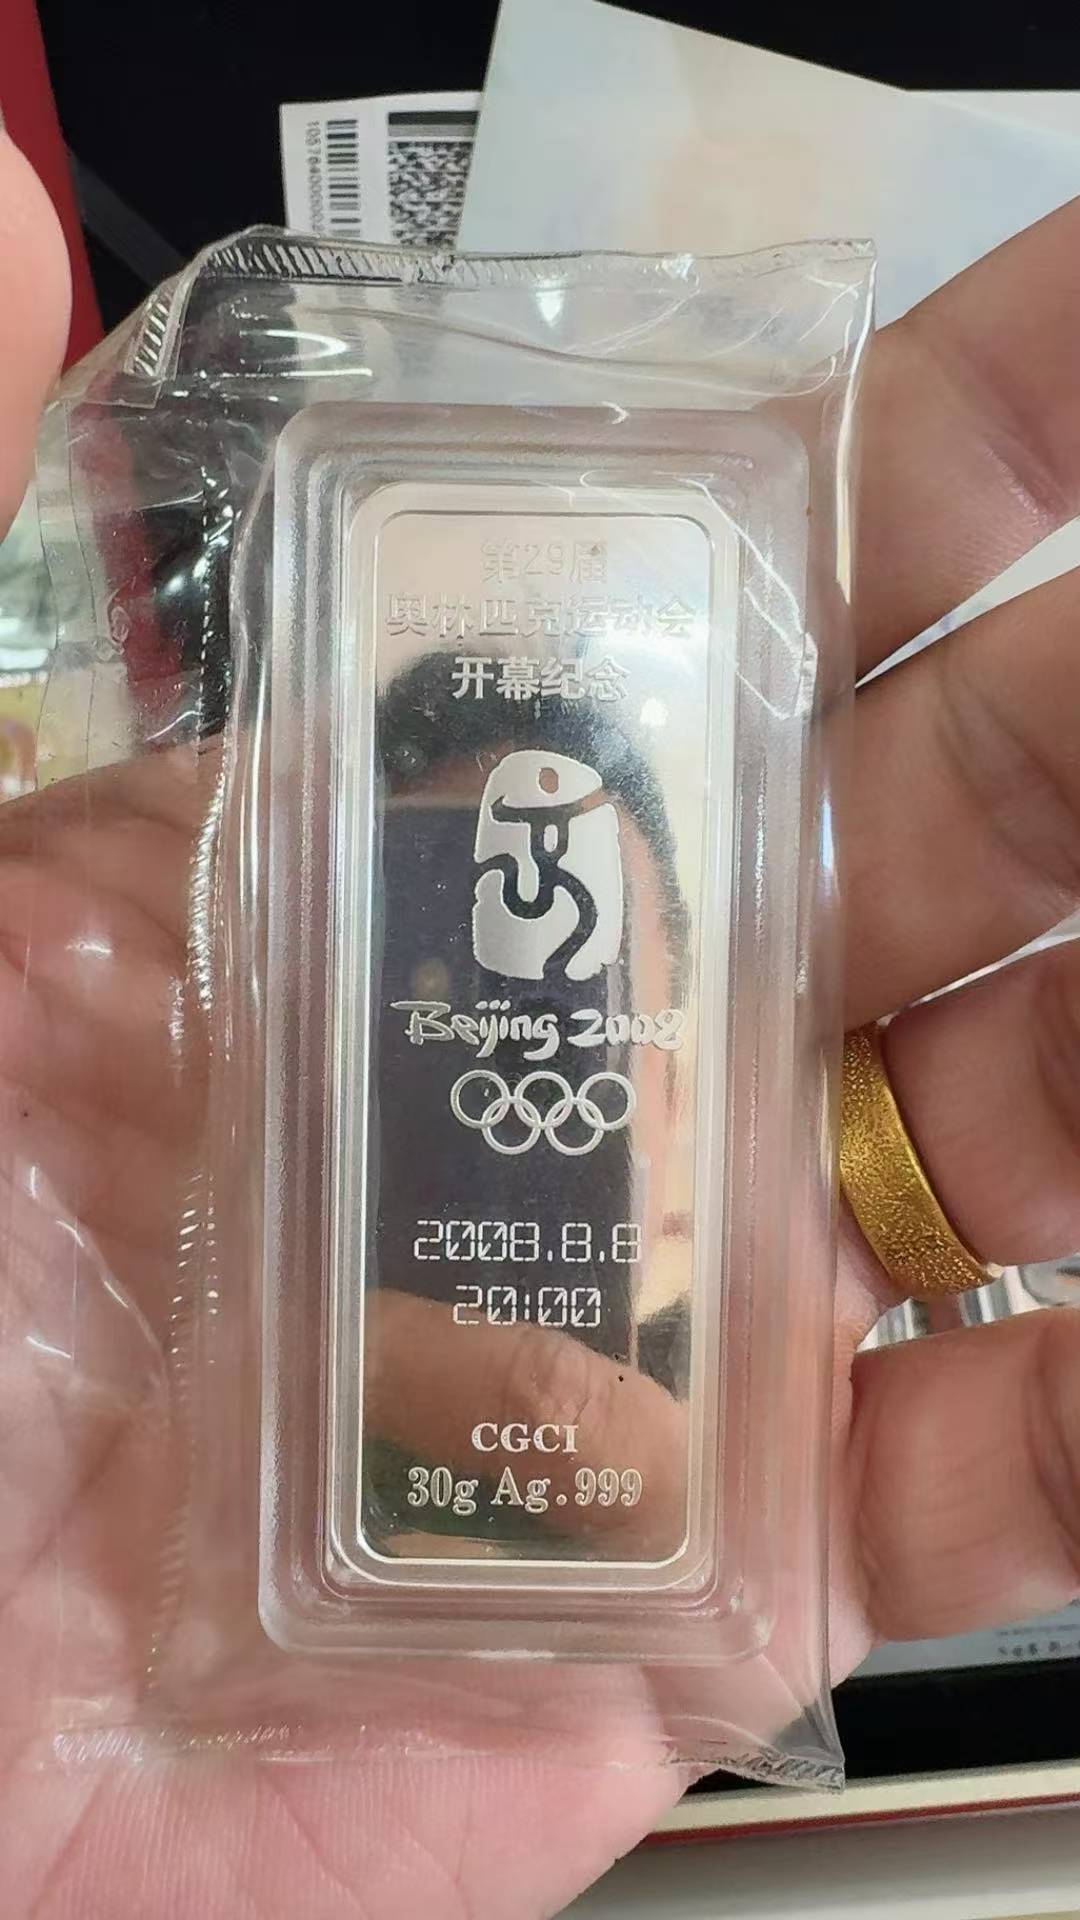 第29届
奥林匹克运动会
开幕纪念
Beijing 2008
2008.8.8
20:00
CGCI
30g Ag.999